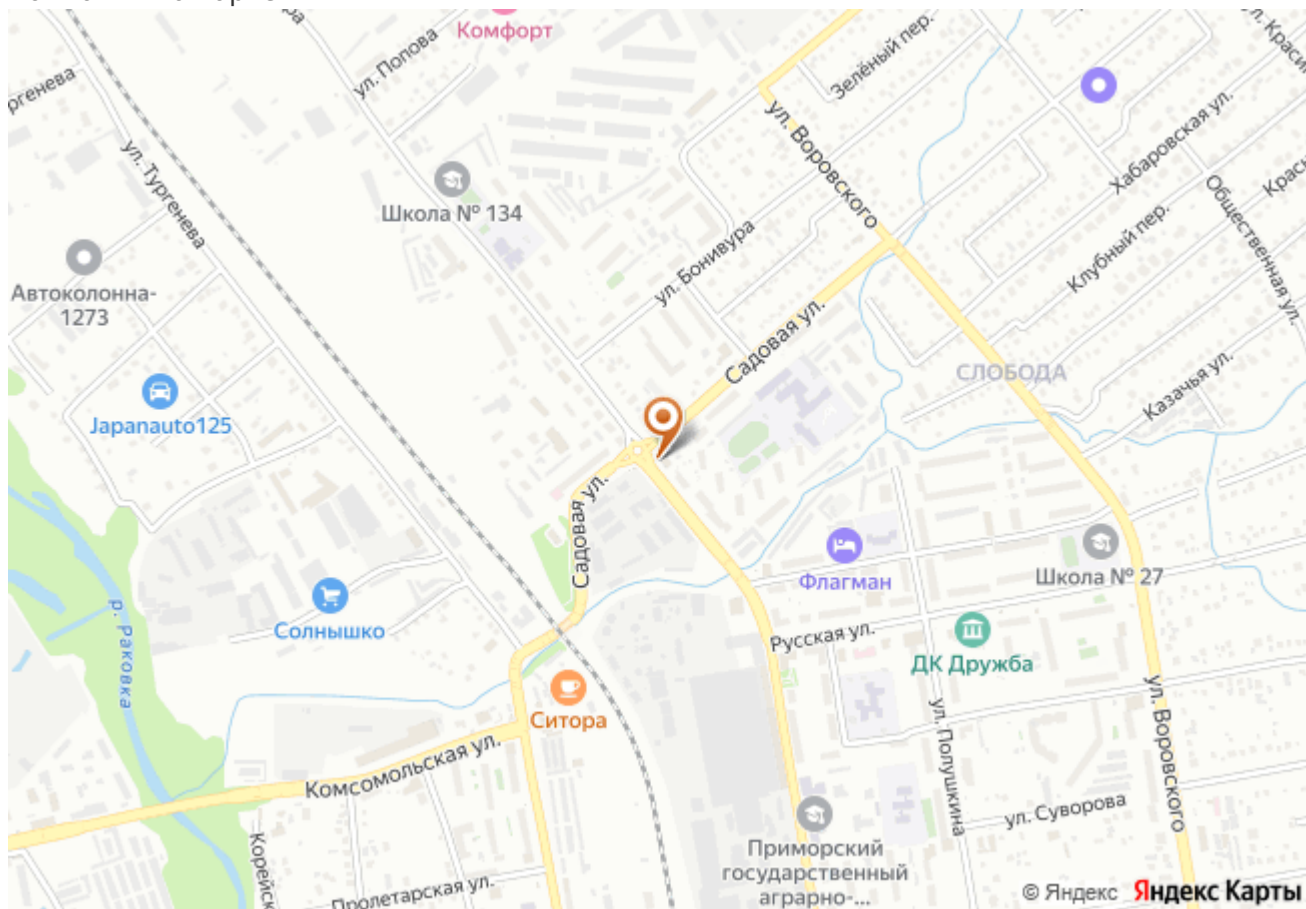 Комфорт
ул. Попова
Зелёный пер.
ул. Тургенева
ул. Воровского
Хабаровская ул.
Школа № 134
Общественная ул.
ул. Бонивура
Клубный пер.
Автоколонна-
1273
Садовая ул.
СЛОБОДА
Казачья ул.
Japanauto125
Садовая ул.
Флагман
Школа № 27
Солнышко
р. Раковка
Русская ул.
ДК Дружба
Ситора
ул. Полушкина
ул. Воровского
Комсомольская ул.
ул. Суворова
Приморский
государственный
аграрно-...
Пролетарская ул.
© Яндекс Яндекс Карты